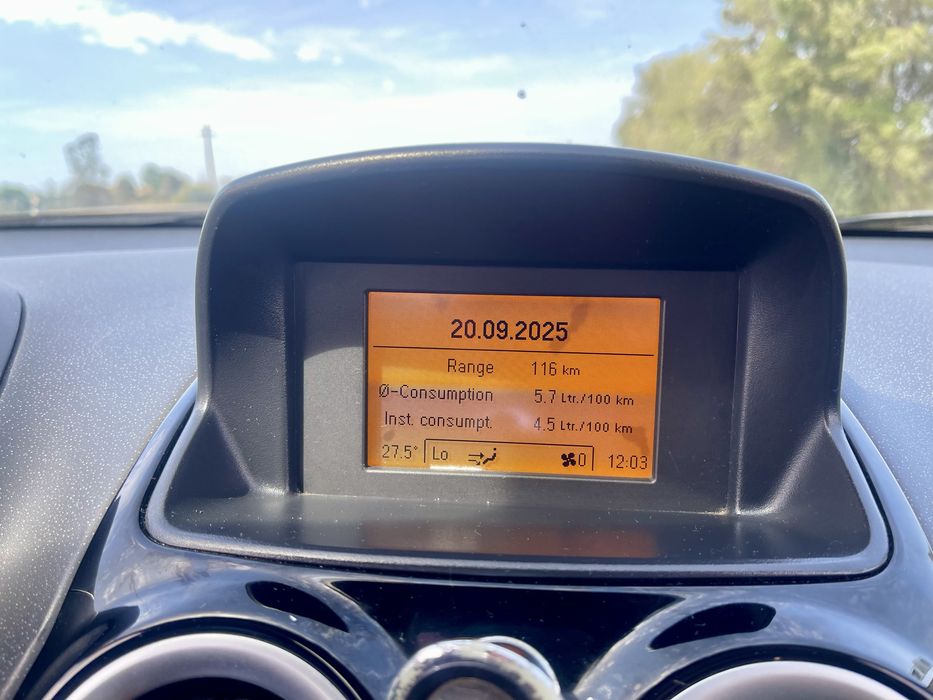 20.09.2025
Range 116 km
Ø-Consumption 5.7 Ltr./100 km
Inst. consumpt. 4.5 Ltr./100 km
27.5° Lo 0 12:03